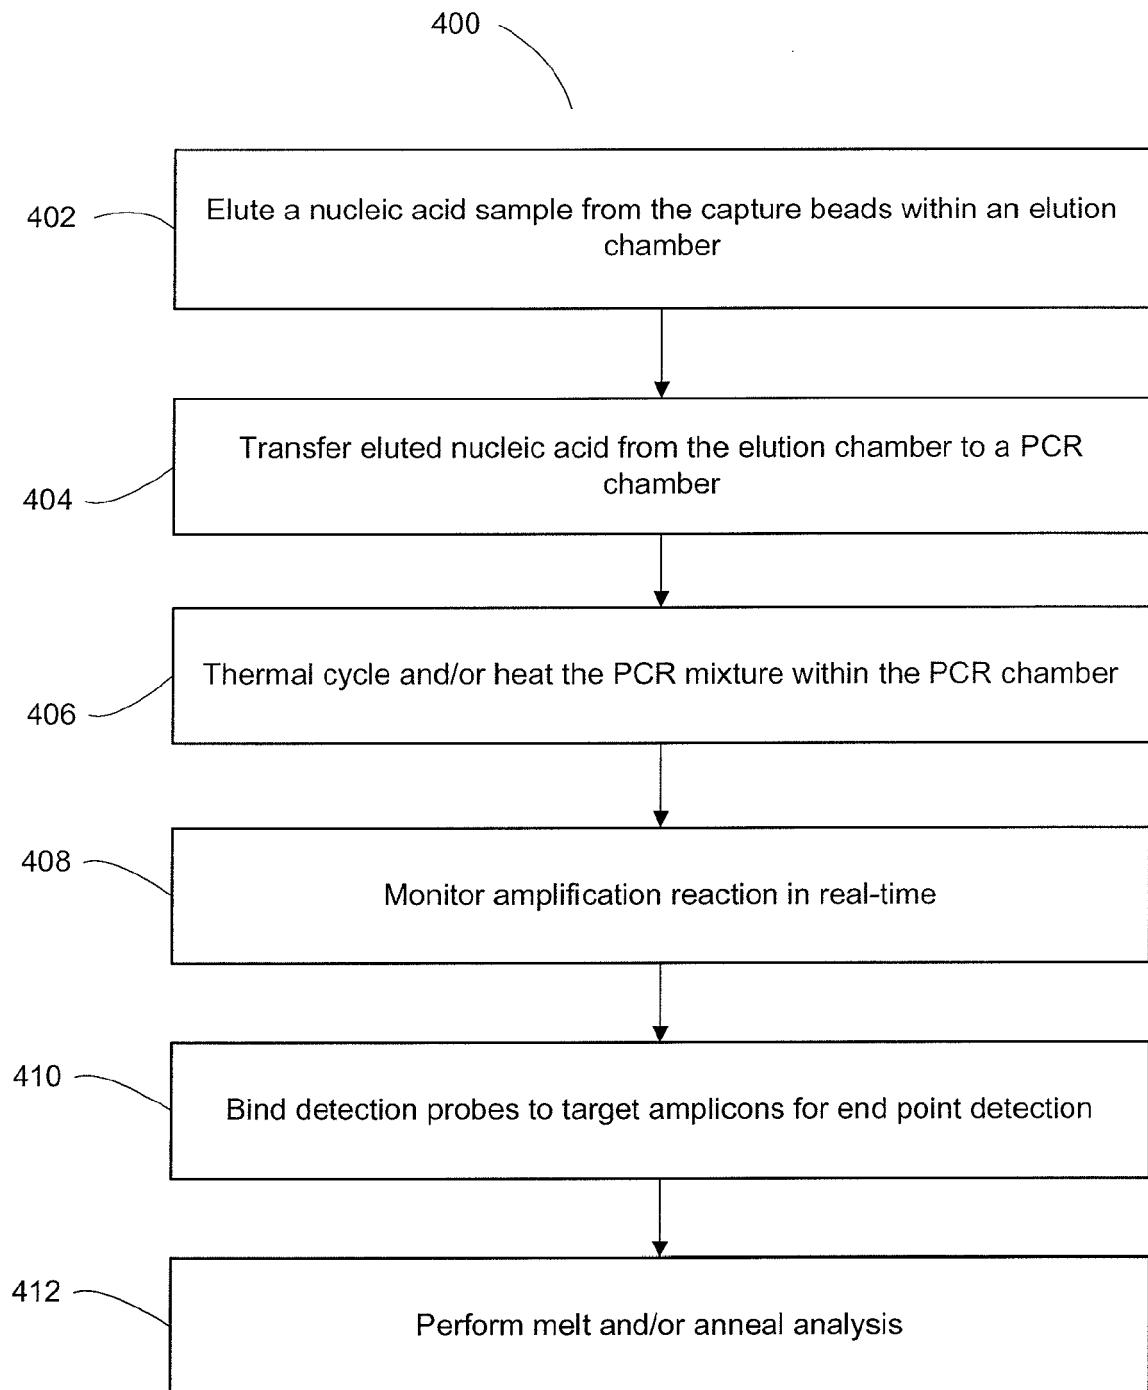 400
402
Elute a nucleic acid sample from the capture beads within an elution
chamber
404
Transfer eluted nucleic acid from the elution chamber to a PCR
chamber
406
Thermal cycle and/or heat the PCR mixture within the PCR chamber
408
Monitor amplification reaction in real-time
410
Bind detection probes to target amplicons for end point detection
412
Perform melt and/or anneal analysis